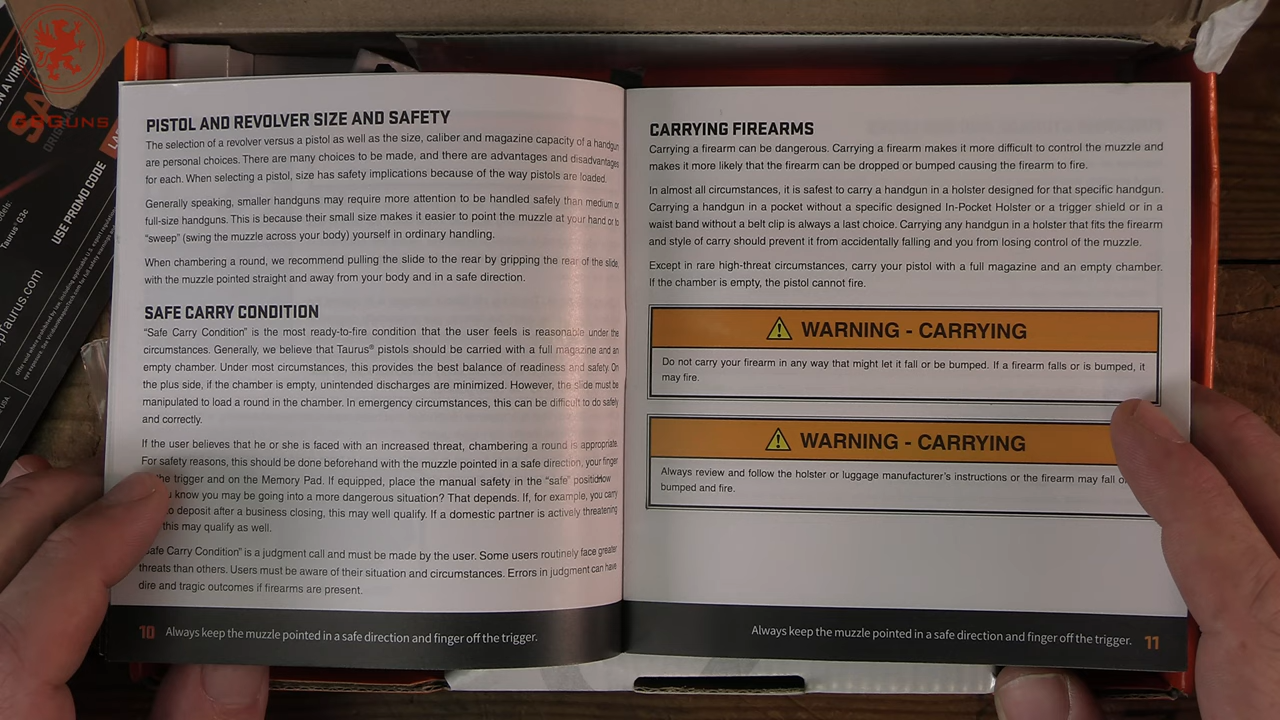 GSGUNS
USE PROMO CODE
Taurus® G3c
PISTOL AND REVOLVER SIZE AND SAFETY
The selection of a revolver versus a pistol as well as the size, caliber and magazine capacity of a handgun
are personal choices. There are many choices to be made, and there are advantages and disadvantages
for each. When selecting a pistol, size has safety implications because of the way pistols are loaded.
Generally speaking, smaller handguns may require more attention to be handled safely than medium or
full-size handguns. This is because their small size makes it easier to point the muzzle at your hand or to
“sweep” (swing the muzzle across your body) yourself in ordinary handling.
When chambering a round, we recommend pulling the slide to the rear by gripping the rear of the slide,
with the muzzle pointed straight and away from your body and in a safe direction.
SAFE CARRY CONDITION
“Safe Carry Condition” is the most ready-to-fire condition that the user feels is reasonable under the
circumstances. Generally, we believe that Taurus® pistols should be carried with a full magazine and an
empty chamber. Under most circumstances, this provides the best balance of readiness and safety. On
the plus side, if the chamber is empty, unintended discharges are minimized. However, the slide must be
manipulated to load a round in the chamber. In emergency circumstances, this can be difficult to do safely
and correctly.
If the user believes that he or she is faced with an increased threat, chambering a round is appropriate.
For safety reasons, this should be done beforehand with the muzzle pointed in a safe direction, your finger
the trigger and on the Memory Pad. If equipped, place the manual safety in the “safe”
know you may be going into a more dangerous situation? That depends. If, for example, you carry
deposit after a business closing, this may well qualify. If a domestic partner is actively threatening
this may qualify as well.
Safe Carry Condition” is a judgment call and must be made by the user. Some users routinely face greater
threats than others. Users must be aware of their situation and circumstances. Errors in judgment can have
dire and tragic outcomes if firearms are present.
10 Always keep the muzzle pointed in a safe direction and finger off the trigger.
CARRYING FIREARMS
Carrying a firearm can be dangerous. Carrying a firearm makes it more difficult to control the muzzle and
makes it more likely that the firearm can be dropped or bumped causing the firearm to fire.
In almost all circumstances, it is safest to carry a handgun in a holster designed for that specific handgun.
Carrying a handgun in a pocket without a specific designed In-Pocket Holster or a trigger shield or in a
waist band without a belt clip is always a last choice. Carrying any handgun in a holster that fits the firearm
and style of carry should prevent it from accidentally falling and you from losing control of the muzzle.
Except in rare high-threat circumstances, carry your pistol with a full magazine and an empty chamber.
If the chamber is empty, the pistol cannot fire.
WARNING - CARRYING
Do not carry your firearm in any way that might let it fall or be bumped. If a firearm falls or is bumped, it
may fire.
WARNING - CARRYING
Always review and follow the holster or luggage manufacturer’s instructions or the firearm may fall
bumped and fire.
Always keep the muzzle pointed in a safe direction and finger off the trigger. 11